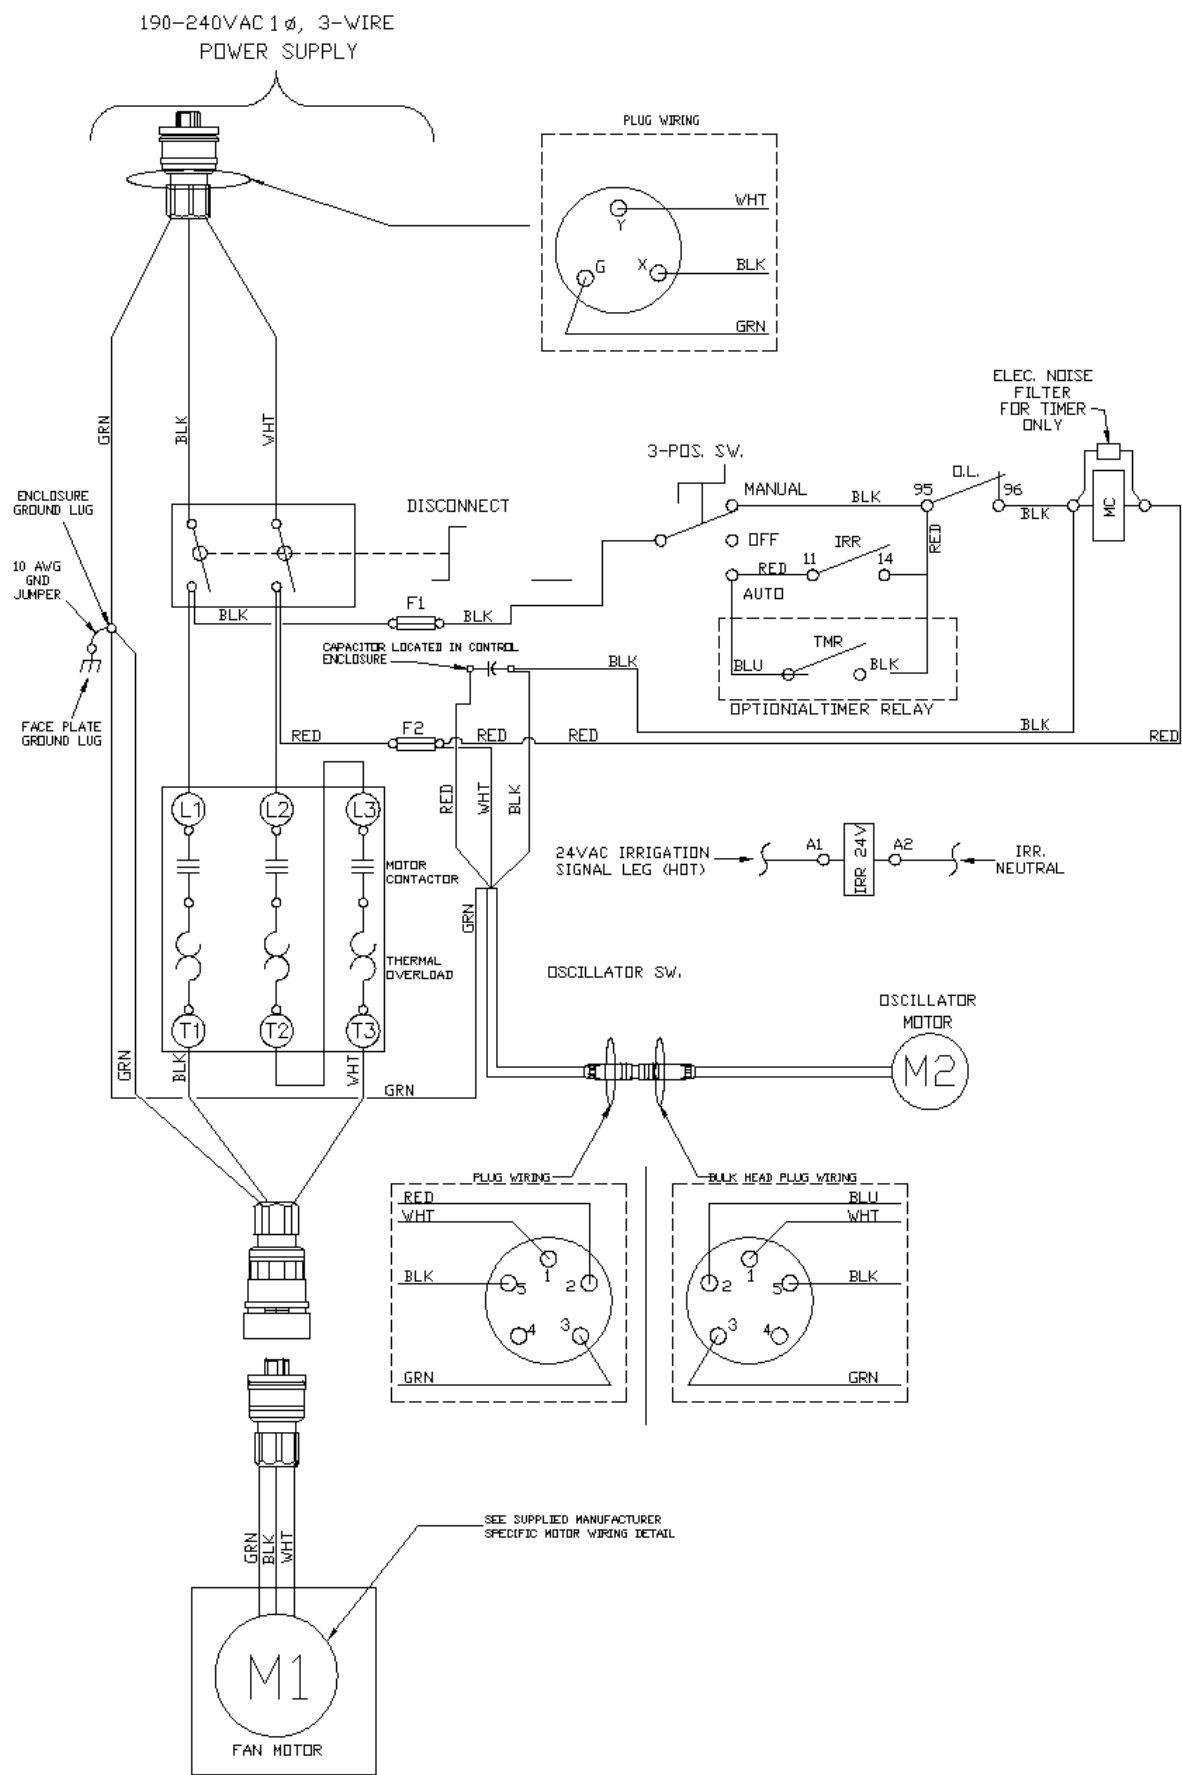 190-240VAC 1 ø, 3-WIRE
POWER SUPPLY
PLUG WIRING
WHT
Y
G
X
BLK
GRN
GRN
BLK
WHT
ELEC. NOISE
FILTER
FOR TIMER
ONLY
3-POS. SW.
MANUAL
BLK
95
O.L.
96
BLK
MC
RED
OFF
IRR
RED
11
14
AUTO
TMR
BLU
BLK
OPTIONIALTIMER RELAY
ENCLOSURE
GROUND LUG
DISCONNECT
10 AWG
GND
JUMPER
BLK
F1
BLK
CAPACITOR LOCATED IN CONTROL
ENCLOSURE
BLK
FACE PLATE
GROUND LUG
RED
F2
RED
RED
BLK
RED
RED
WHT
BLK
L1
L2
L3
MOTOR
CONTACTOR
THERMAL
OVERLOAD
T1
T2
T3
24VAC IRRIGATION
SIGNAL LEG (HOT)
A1
IRR 24V
A2
IRR.
NEUTRAL
GRN
OSCILLATOR SW.
OSCILLATOR
MOTOR
M2
GRN
BLK
WHT
GRN
PLUG WIRING
RED
WHT
BLK
1
5
2
4
3
GRN
BULK HEAD PLUG WIRING
BLU
WHT
BLK
1
2
5
3
4
GRN
SEE SUPPLIED MANUFACTURER
SPECIFIC MOTOR WIRING DETAIL
GRN
BLK
WHT
M1
FAN MOTOR